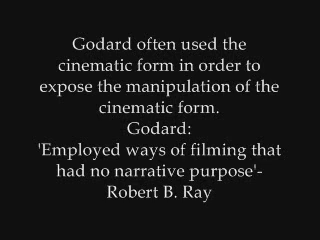 Godard often used the
cinematic form in order to
expose the manipulation of the
cinematic form.
Godard:
'Employed ways of filming that
had no narrative purpose'-
Robert B. Ray